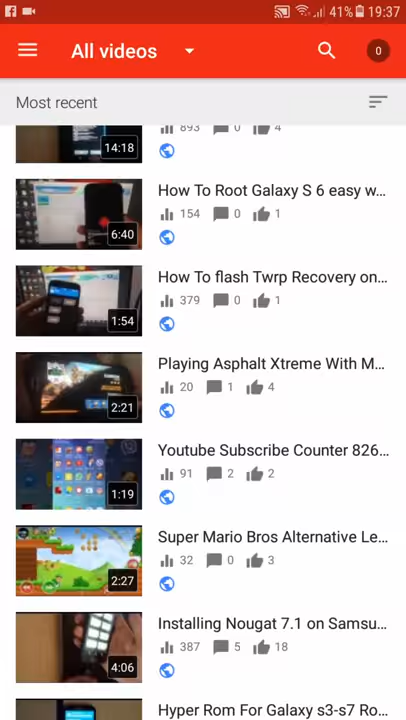 41% 19:37
All videos
0
Most recent
14:18
893 0 4
How To Root Galaxy S 6 easy w...
154 0 1
6:40
How To flash Twrp Recovery on...
379 0 1
1:54
Playing Asphalt Xtreme With M...
20 1 4
2:21
Youtube Subscribe Counter 826...
91 2 2
1:19
Super Mario Bros Alternative Le...
32 0 3
2:27
Installing Nougat 7.1 on Samsu...
387 5 18
4:06
Hyper Rom For Galaxy s3-s7 Ro...